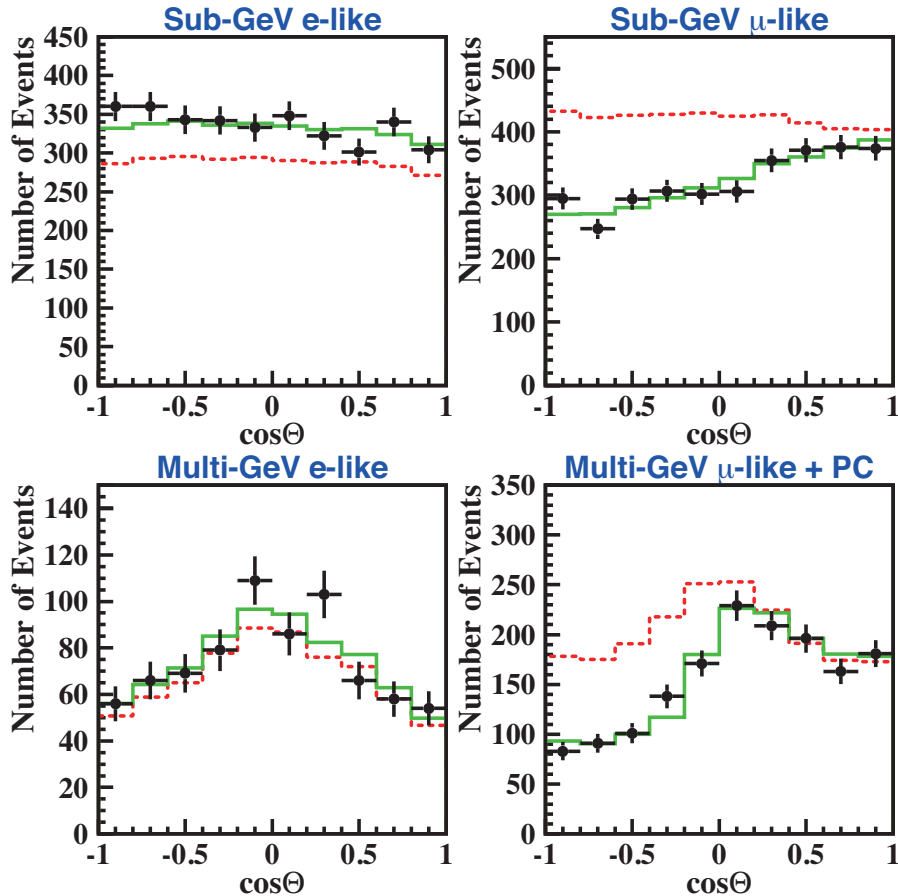 Sub-GeV e-like
Number of Events
450
400
350
300
250
200
150
100
50
0
-1 -0.5 0 0.5 1
cosΘ
Sub-GeV μ-like
Number of Events
500
400
300
200
100
0
-1 -0.5 0 0.5 1
cosΘ
Multi-GeV e-like
Number of Events
140
120
100
80
60
40
20
0
-1 -0.5 0 0.5 1
cosΘ
Multi-GeV μ-like + PC
Number of Events
350
300
250
200
150
100
50
0
-1 -0.5 0 0.5 1
cosΘ